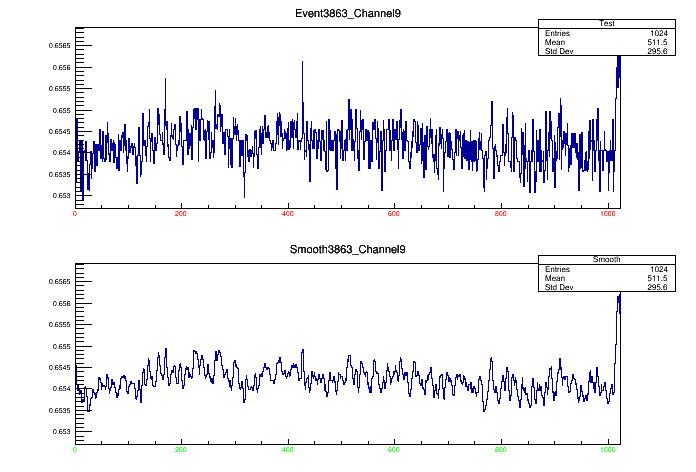 Event3863_Channel9
Test
Entries 1024
Mean 511.5
Std Dev 295.6
0.6565
0.656
0.6555
0.655
0.6545
0.654
0.6535
0.653
0 200 400 600 800 1000
Smooth3863_Channel9
Smooth
Entries 1024
Mean 511.5
Std Dev 295.6
0.6565
0.656
0.6555
0.655
0.6545
0.654
0.6535
0.653
0 200 400 600 800 1000